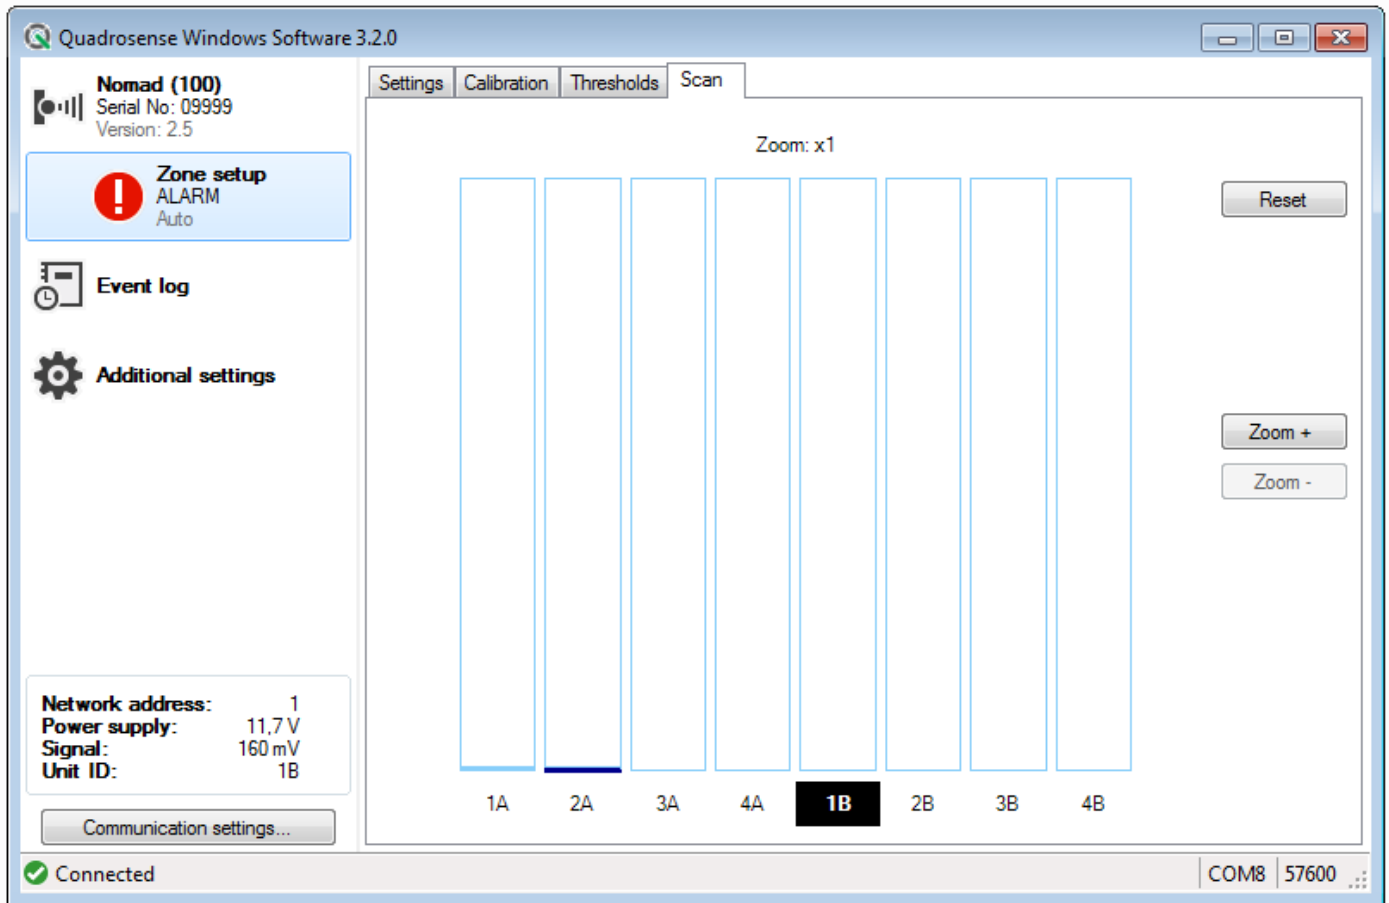 Quadrosense Windows Software 3.2.0
Nomad (100)
Serial No: 09999
Version: 2.5
Zone setup
ALARM
Auto
Event log
Additional settings
Network address: 1
Power supply: 11,7 V
Signal: 160 mV
Unit ID: 1B
Communication settings...
Settings Calibration Thresholds Scan
Zoom: x1
Reset
Zoom +
Zoom -
1A 2A 3A 4A 1B 2B 3B 4B
Connected COM8 57600